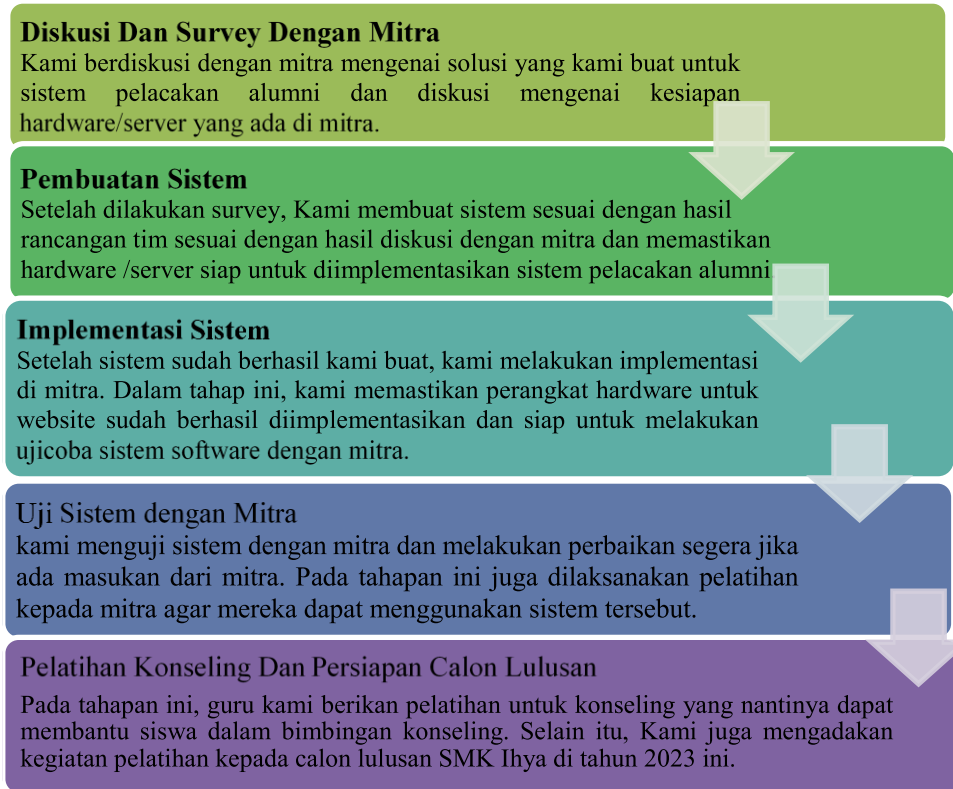 Diskusi Dan Survey Dengan Mitra
Kami berdiskusi dengan mitra mengenai solusi yang kami buat untuk
sistem pelacakan alumni dan diskusi mengenai kesiapan
hardware/server yang ada di mitra.
Pembuatan Sistem
Setelah dilakukan survey, Kami membuat sistem sesuai dengan hasil
rancangan tim sesuai dengan hasil diskusi dengan mitra dan memastikan
hardware /server siap untuk diimplementasikan sistem pelacakan alumni.
Implementasi Sistem
Setelah sistem sudah berhasil kami buat, kami melakukan implementasi
di mitra. Dalam tahap ini, kami memastikan perangkat hardware untuk
website sudah berhasil diimplementasikan dan siap untuk melakukan
ujicoba sistem software dengan mitra.
Uji Sistem dengan Mitra
kami menguji sistem dengan mitra dan melakukan perbaikan segera jika
ada masukan dari mitra. Pada tahapan ini juga dilaksanakan pelatihan
kepada mitra agar mereka dapat menggunakan sistem tersebut.
Pelatihan Konseling Dan Persiapan Calon Lulusan
Pada tahapan ini, guru kami berikan pelatihan untuk konseling yang nantinya dapat
membantu siswa dalam bimbingan konseling. Selain itu, Kami juga mengadakan
kegiatan pelatihan kepada calon lulusan SMK Ihya di tahun 2023 ini.